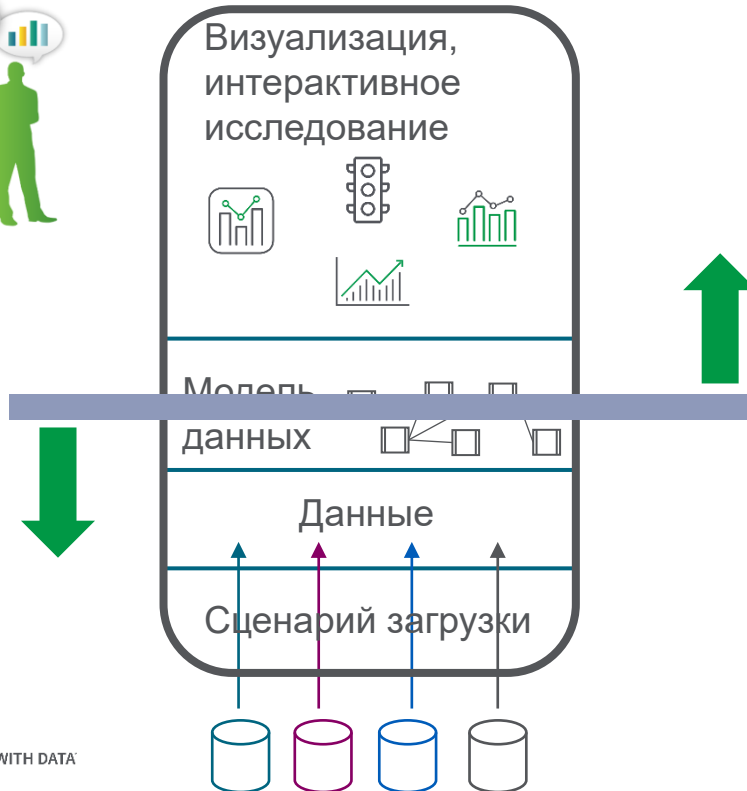 Визуализация,
интерактивное
исследование
Модель
данных
Данные
Сценарий загрузки
WITH DATA